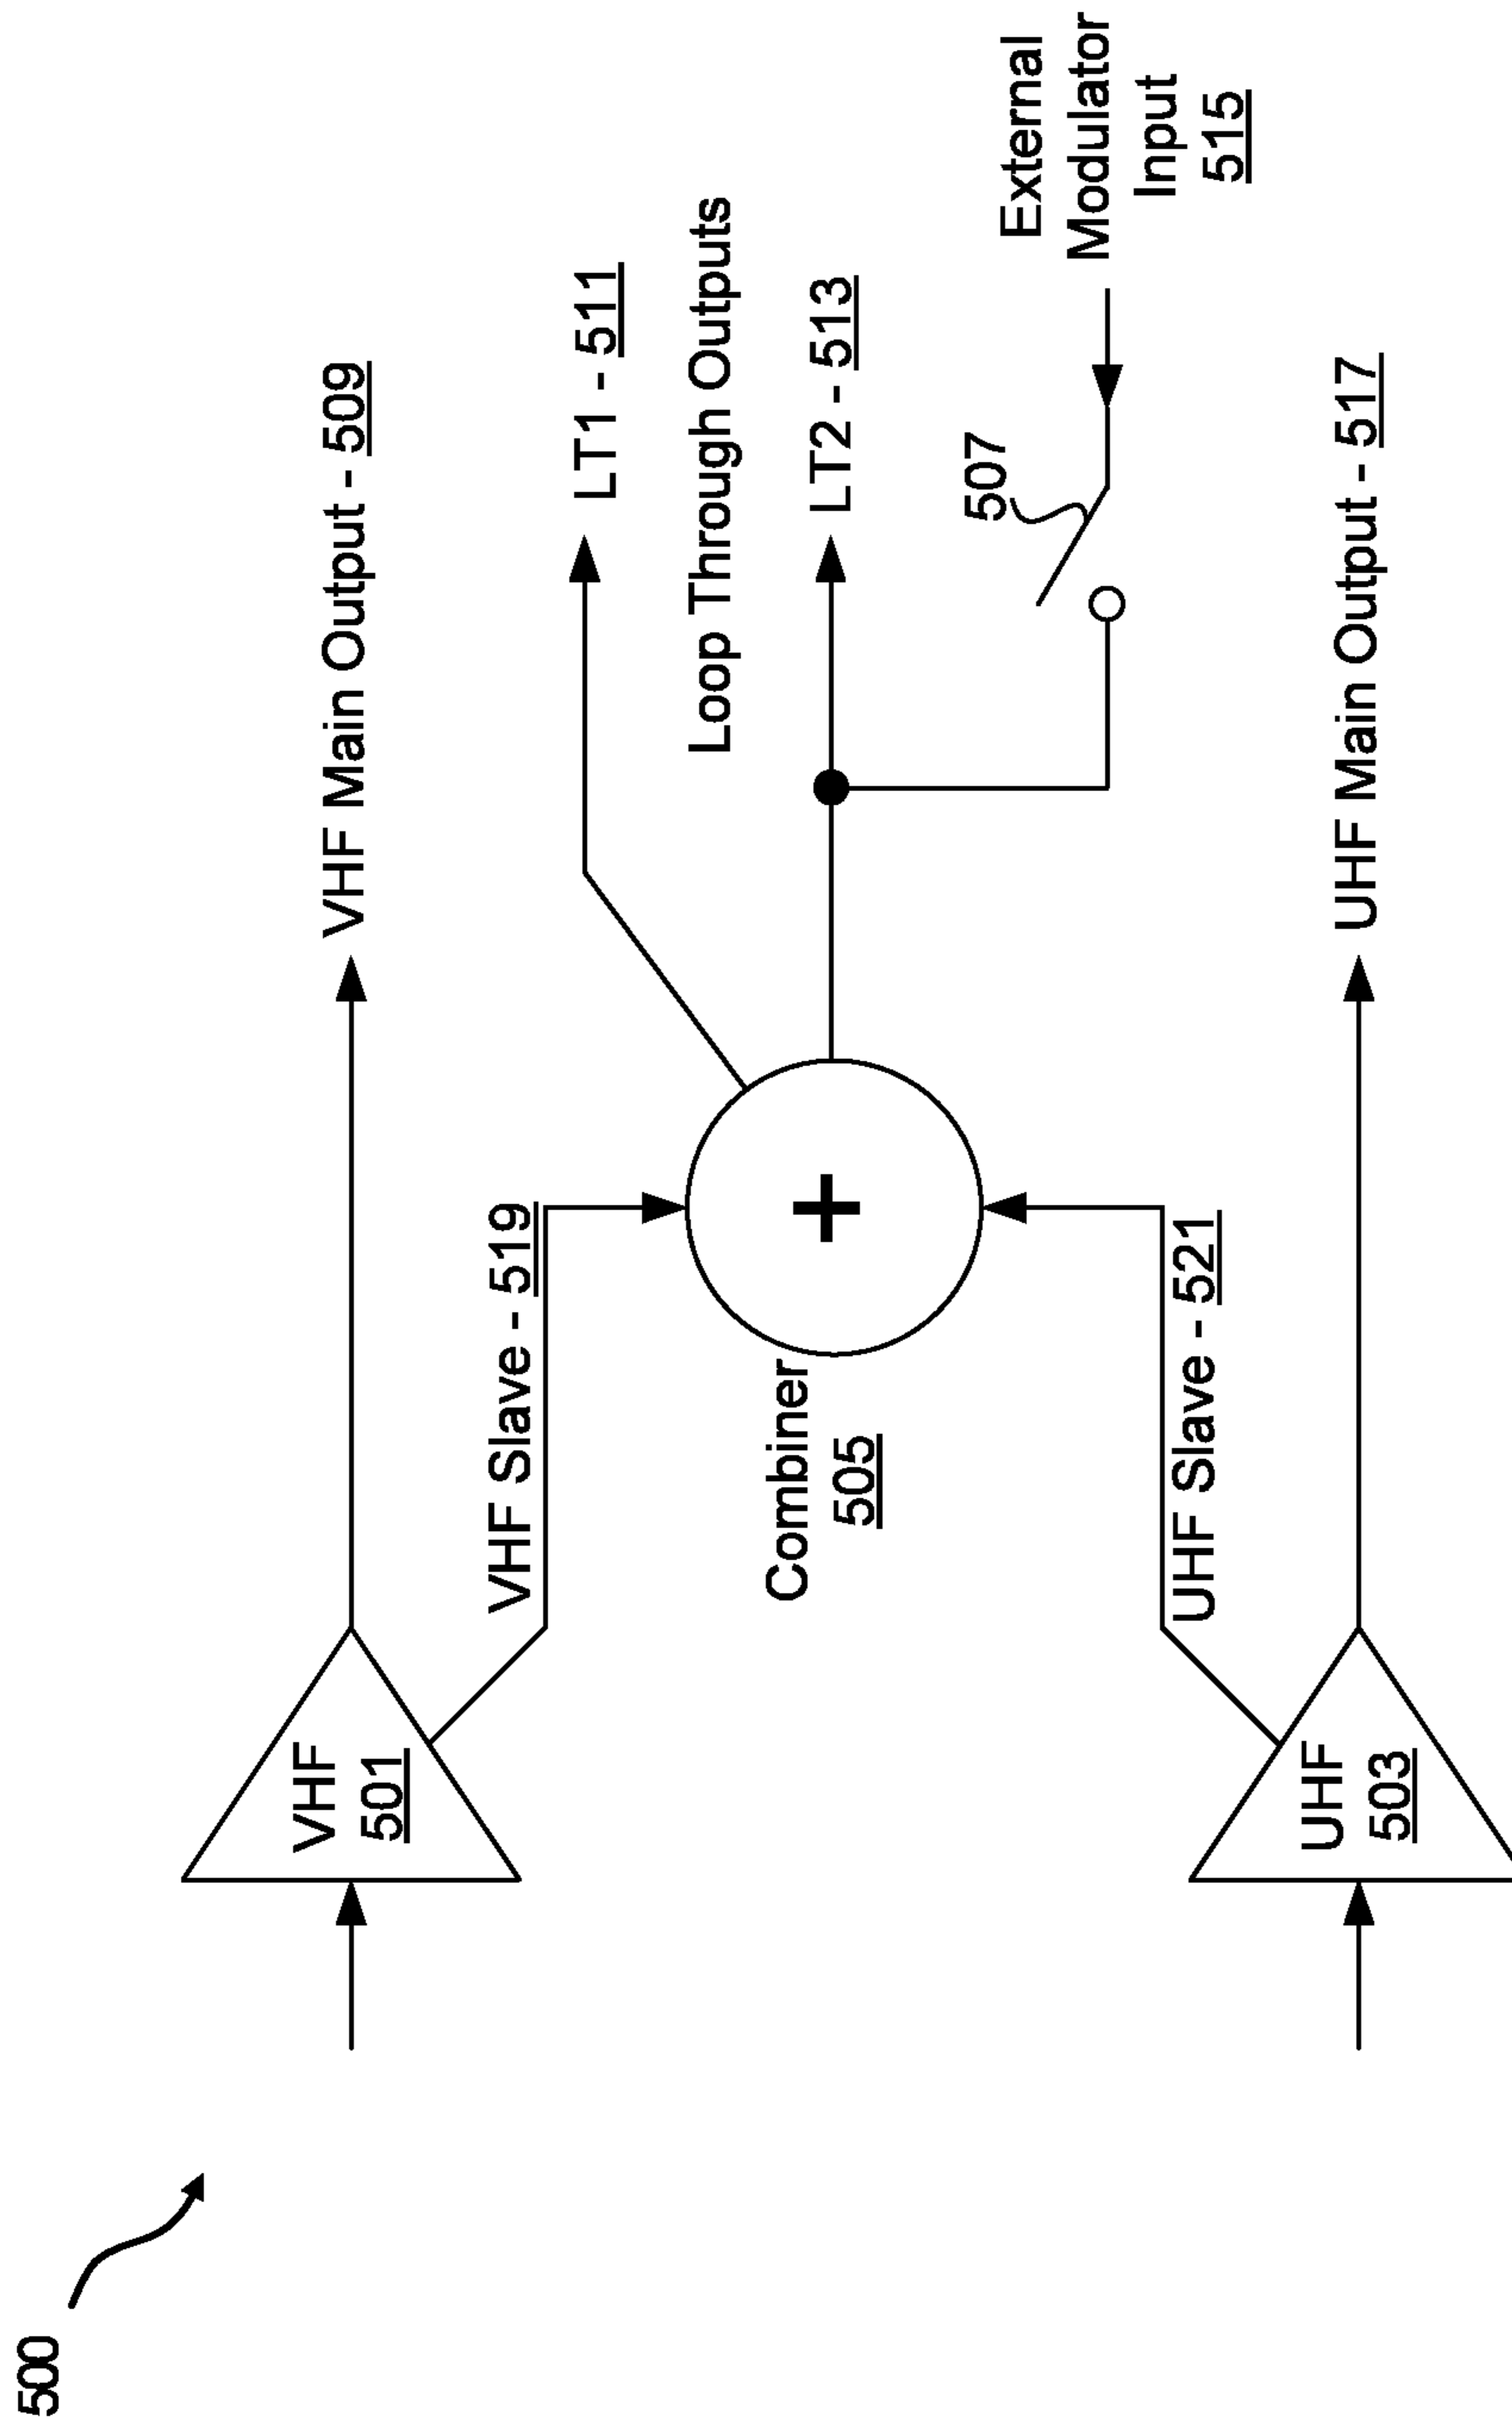 500
VHF
501
VHF Main Output - 509
VHF Slave - 519
LT1 - 511
Loop Through Outputs
Combiner
505
+
LT2 - 513
507
External
Modulator
Input
515
UHF Slave - 521
UHF
503
UHF Main Output - 517